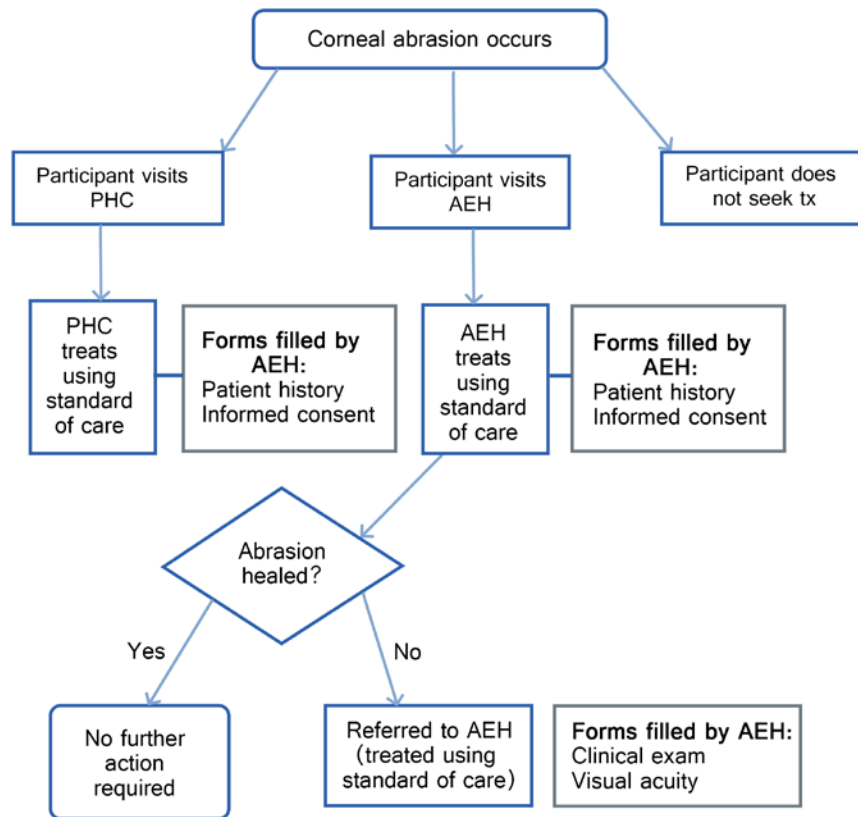 Corneal abrasion occurs
Participant visits
PHC
Participant visits
AEH
Participant does
not seek tx
PHC
treats
using
standard
of care
Forms filled by
AEH:
Patient history
Informed consent
AEH
treats
using
standard
of care
Forms filled by
AEH:
Patient history
Informed consent
Abrasion
healed?
Yes
No
No further
action
required
Referred to AEH
(treated using
standard of care)
Forms filled by AEH:
Clinical exam
Visual acuity